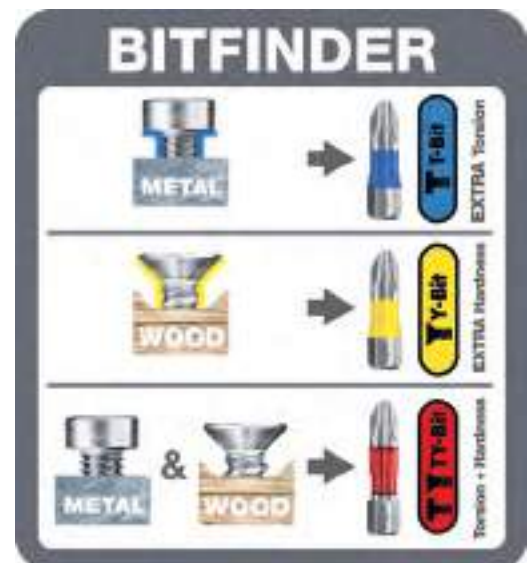 BITFINDER
METAL
T-Bit
EXTRA Torsion
WOOD
Y-Bit
EXTRA Hardness
METAL
&
WOOD
TY-Bit
Torsion + Hardness